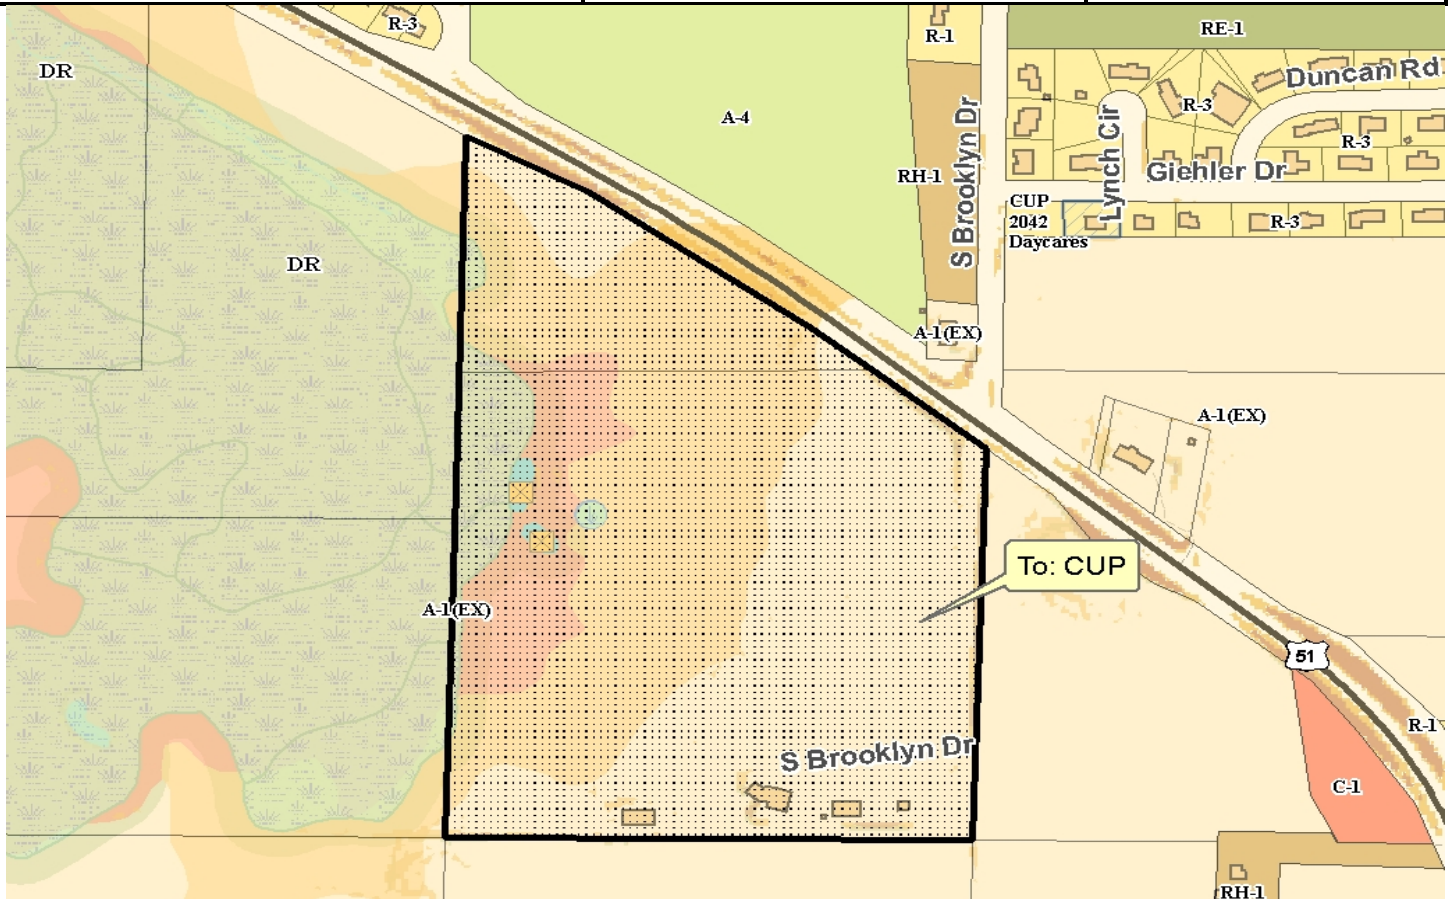 R-3
R-1
RE-1
DR
Duncan Rd
A-4
R-3
Lynch Cir
R-3
RH-1
S Brooklyn Dr
Giehler Dr
CUP
2042
Daycares
R-3
DR
A-1(EX)
A-1(EX)
To: CUP
A-1(EX)
51
R-1
S Brooklyn Dr
C-1
RH-1